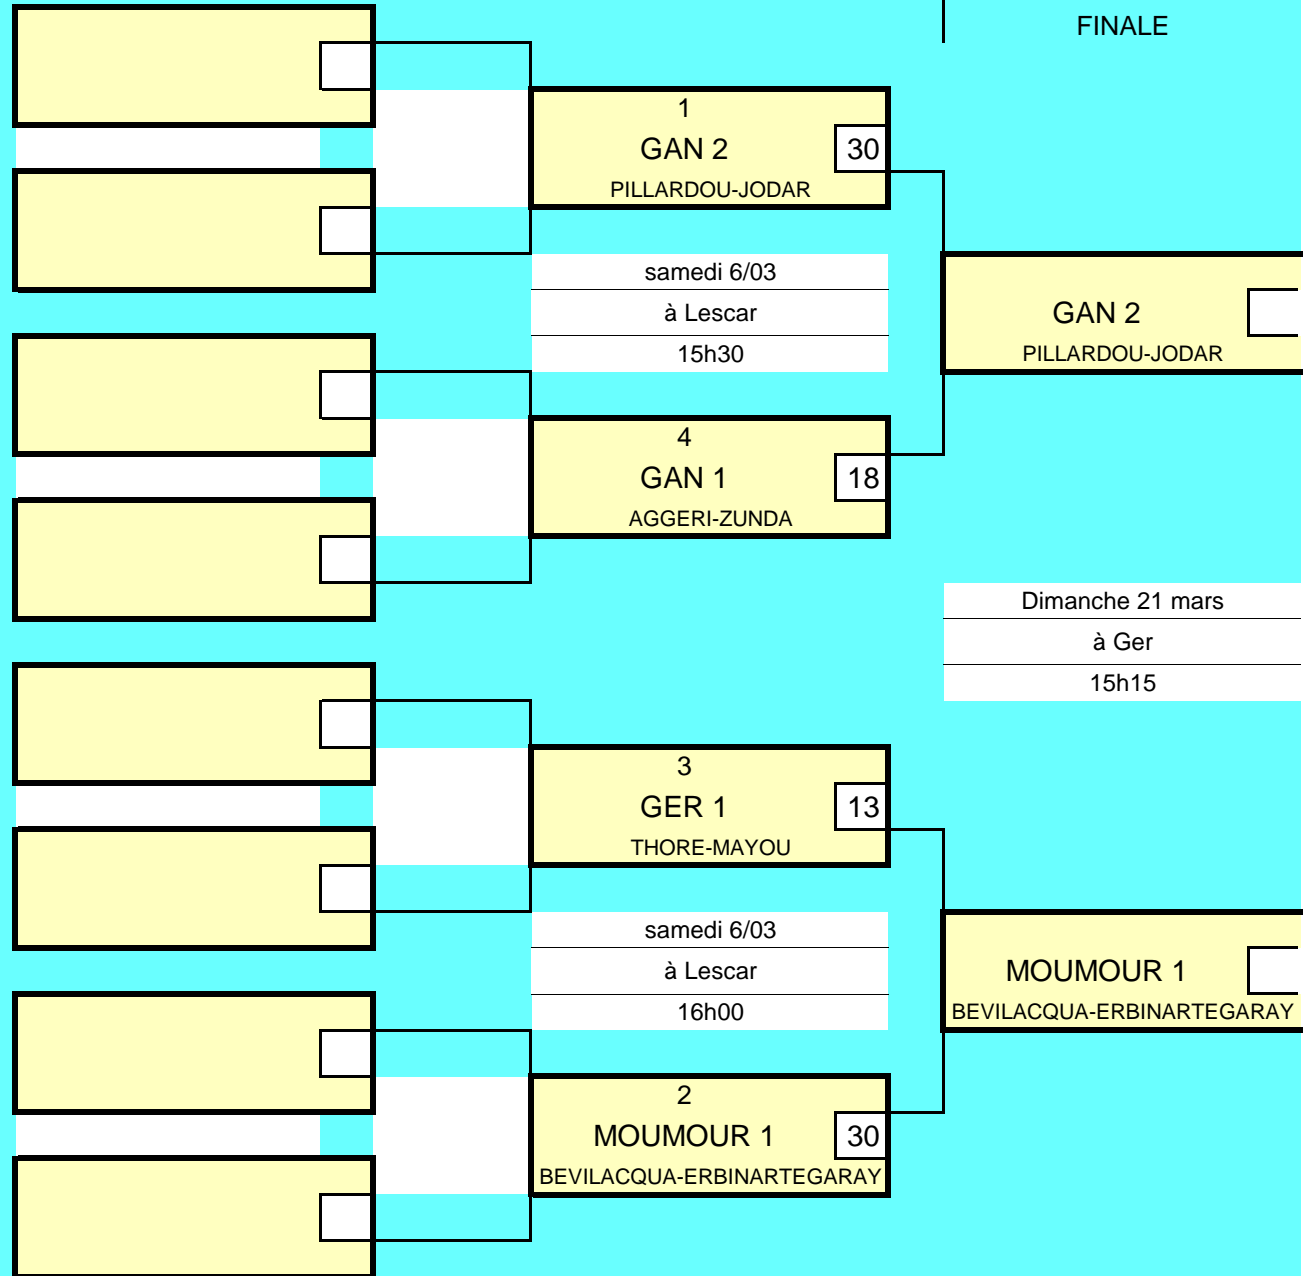 FINALE
1
GAN 2
30
PILLARDOU-JODAR
samedi 6/03
à Lescar
15h30
GAN 2
PILLARDOU-JODAR
4
GAN 1
18
AGGERI-ZUNDA
Dimanche 21 mars
à Ger
15h15
3
GER 1
13
THORE-MAYOU
samedi 6/03
à Lescar
16h00
MOUMOUR 1
BEVILACQUA-ERBINARTEGARAY
2
MOUMOUR 1
30
BEVILACQUA-ERBINARTEGARAY